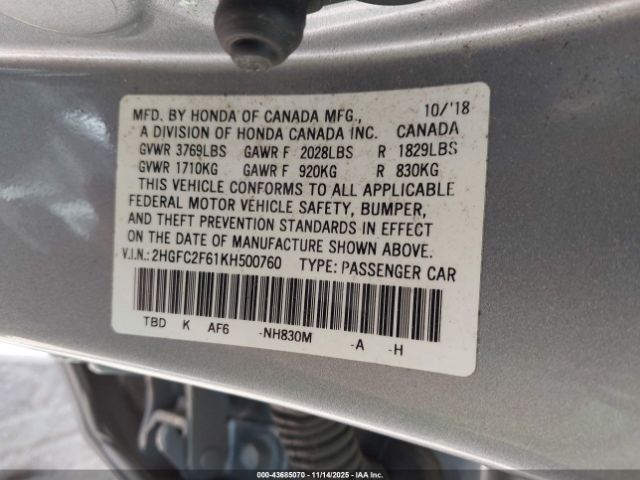 MFD. BY HONDA OF CANADA MFG., 10/'18
A DIVISION OF HONDA CANADA INC. CANADA
GVWR 3769LBS GAWR F 2028LBS R 1829LBS
GVWR 1710KG GAWR F 920KG R 830KG
THIS VEHICLE CONFORMS TO ALL APPLICABLE
FEDERAL MOTOR VEHICLE SAFETY, BUMPER,
AND THEFT PREVENTION STANDARDS IN EFFECT
ON THE DATE OF MANUFACTURE SHOWN ABOVE.
V.I.N.: 2HGFC2F61KH500760 TYPE: PASSENGER CAR
TBD K AF6 -NH830M -A -H
000-43685070 | 11/14/2025 | IAA Inc.